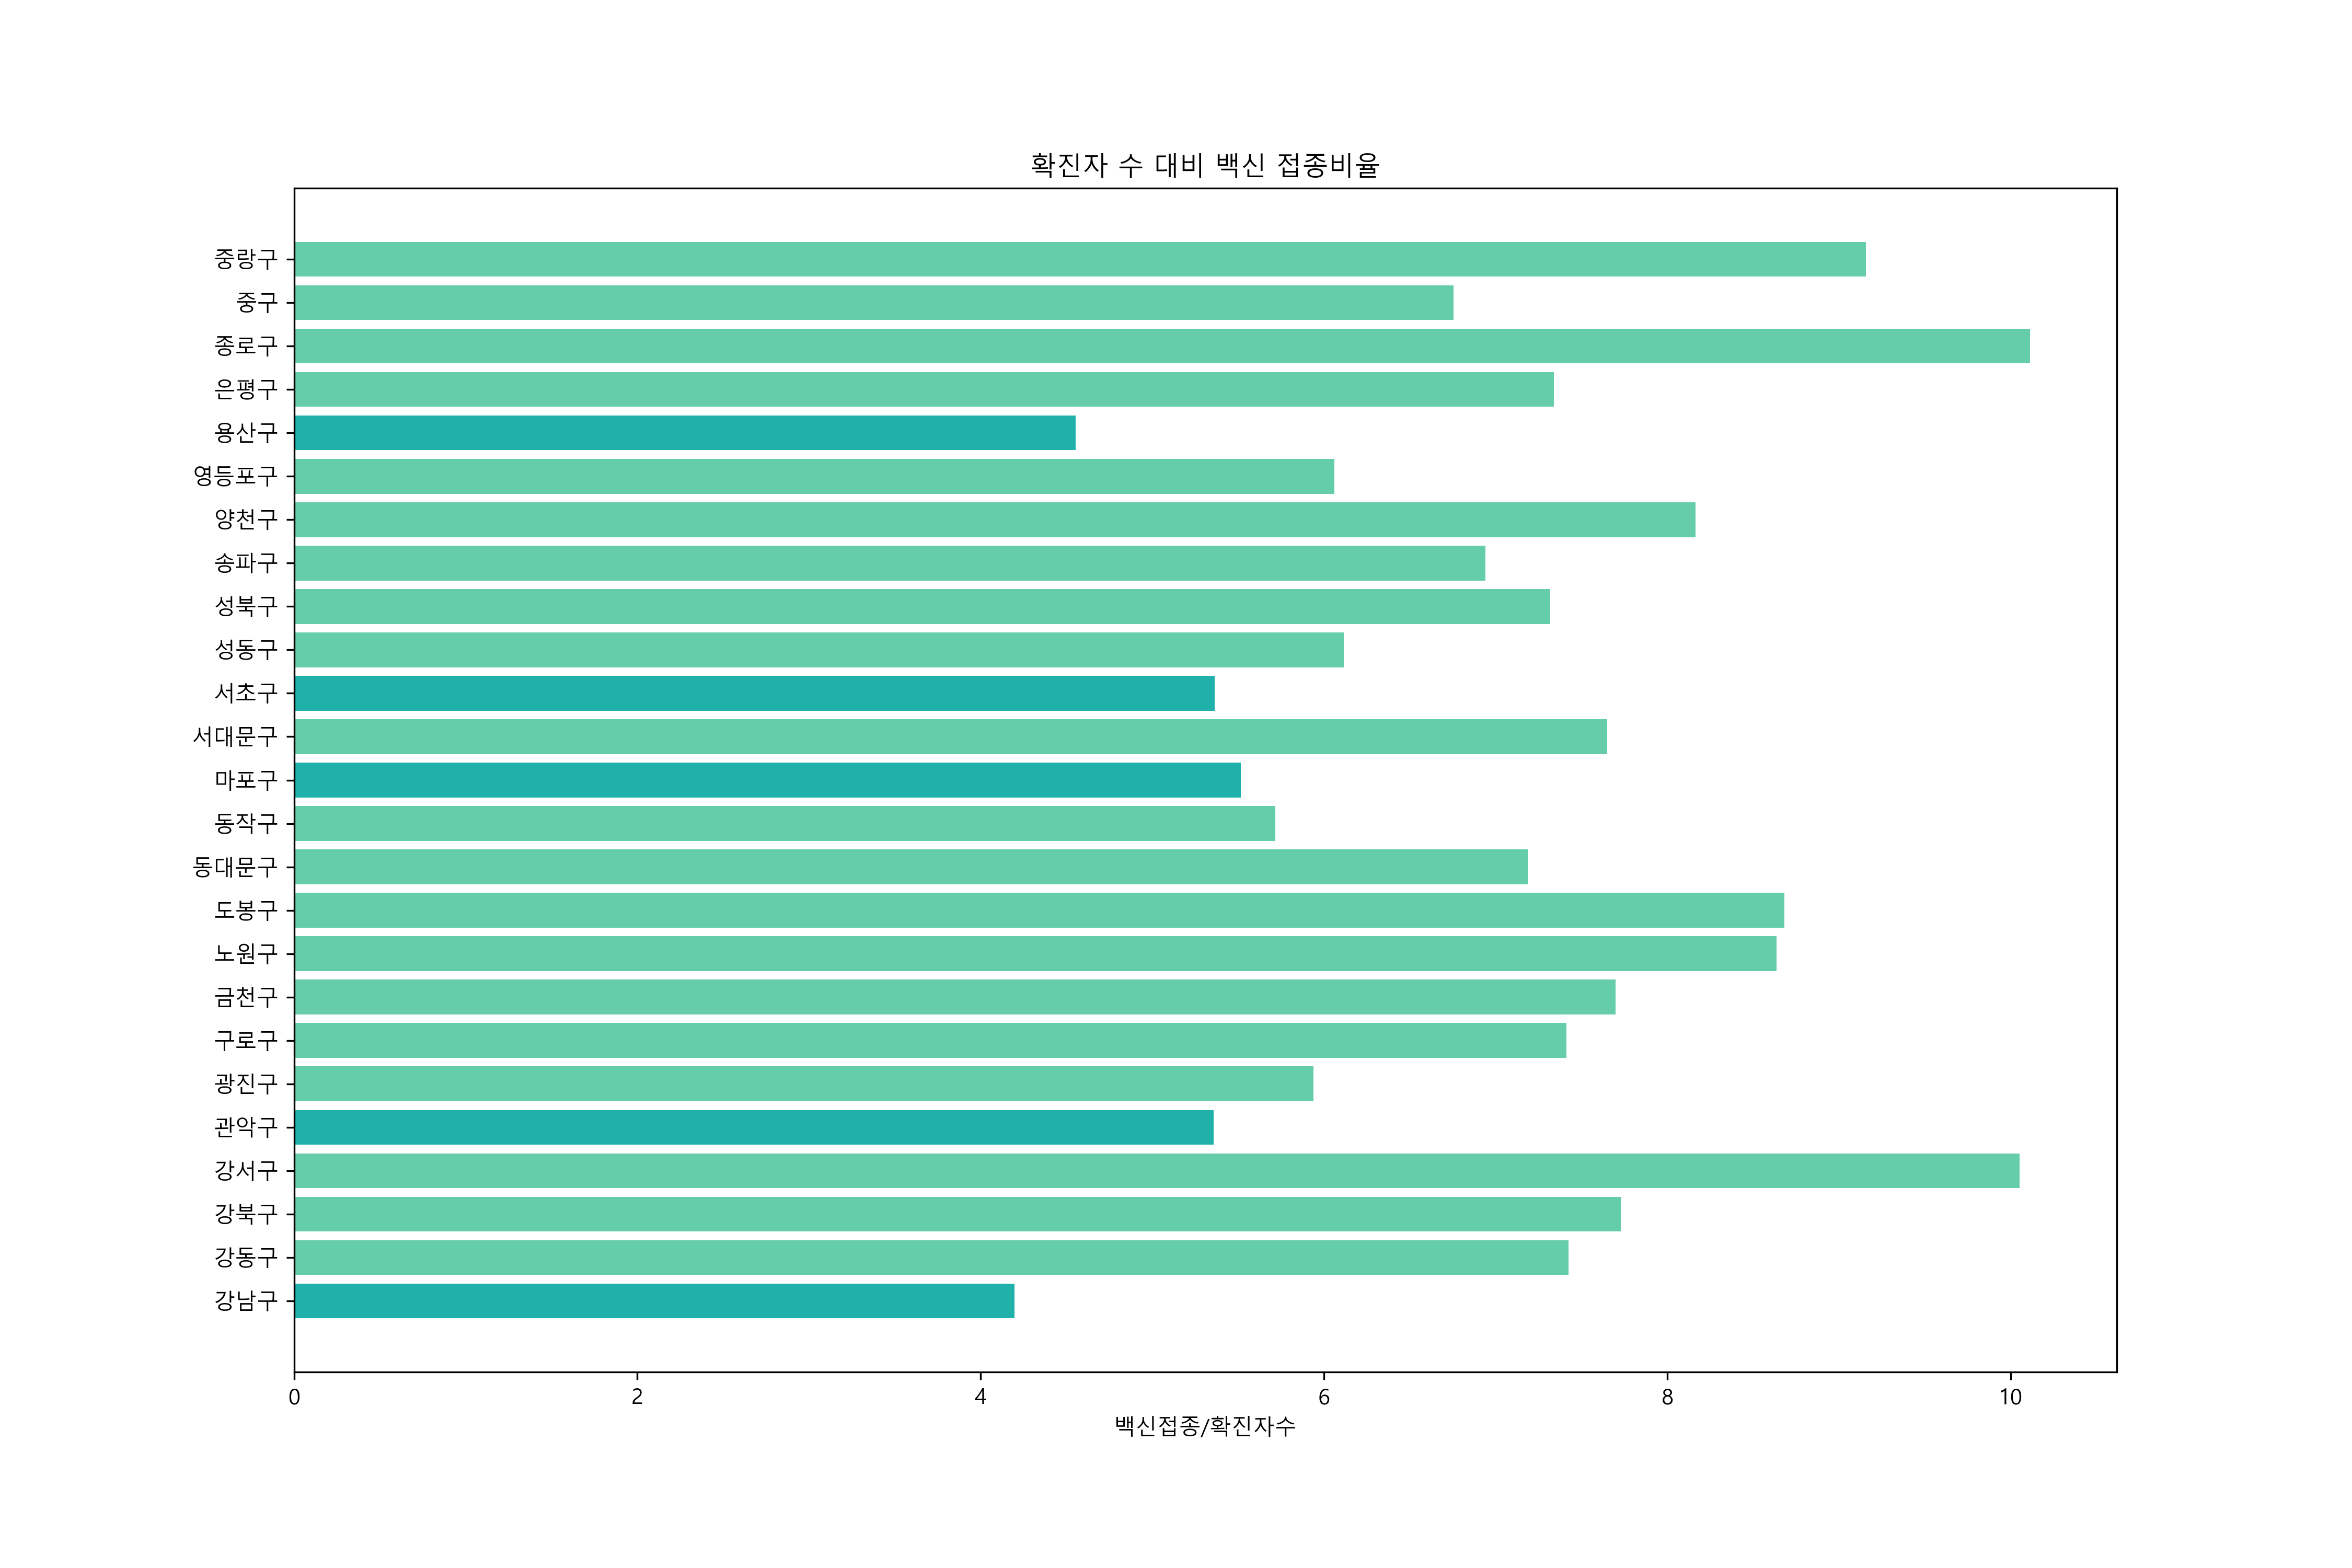 확진자 수 대비 백신 접종비율
중랑구
중구
종로구
은평구
용산구
영등포구
양천구
송파구
성북구
성동구
서초구
서대문구
마포구
동작구
동대문구
도봉구
노원구
금천구
구로구
광진구
관악구
강서구
강북구
강동구
강남구
0 2 4 6 8 10
백신접종/확진자수